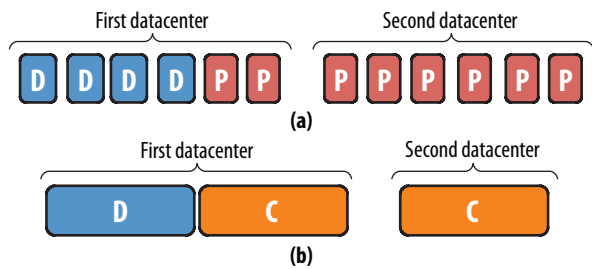 First datacenter Second datacenter
D D D D P P P P P P P P
(a)
First datacenter Second datacenter
D C C
(b)